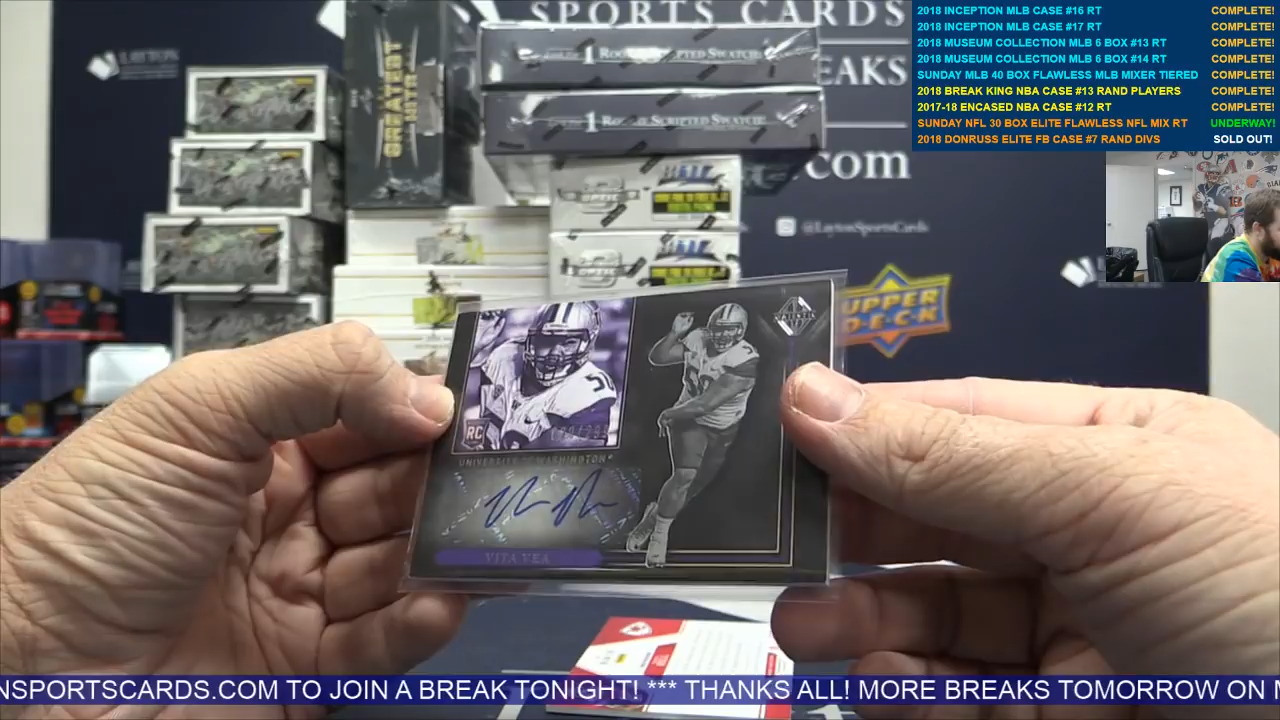 2018 INCEPTION MLB CASE #16 RT COMPLETE!
2018 INCEPTION MLB CASE #17 RT COMPLETE!
2018 MUSEUM COLLECTION MLB 6 BOX #13 RT COMPLETE!
2018 MUSEUM COLLECTION MLB 6 BOX #14 RT COMPLETE!
SUNDAY MLB 40 BOX FLAWLESS MLB MIXER TIERED COMPLETE!
2018 BREAK KING NBA CASE #13 RAND PLAYERS COMPLETE!
2017-18 ENCASED NBA CASE #12 RT COMPLETE!
SUNDAY NFL 30 BOX ELITE FLAWLESS NFL MIX RT UNDERWAY!
2018 DONRUSS ELITE FB CASE #7 RAND DIVS SOLD OUT!
SPORTS CARDS
EAKS
com
LAYTON
@LaytonSportsCards
GREATEST
HITS
UPPER
DECK
OPTIC
OPTIC
RC
UNIVERSITY OF WASHINGTON
VITA VEA
NSPORTSCARDS.COM TO JOIN A BREAK TONIGHT! *** THANKS ALL! MORE BREAKS TOMORROW ON M